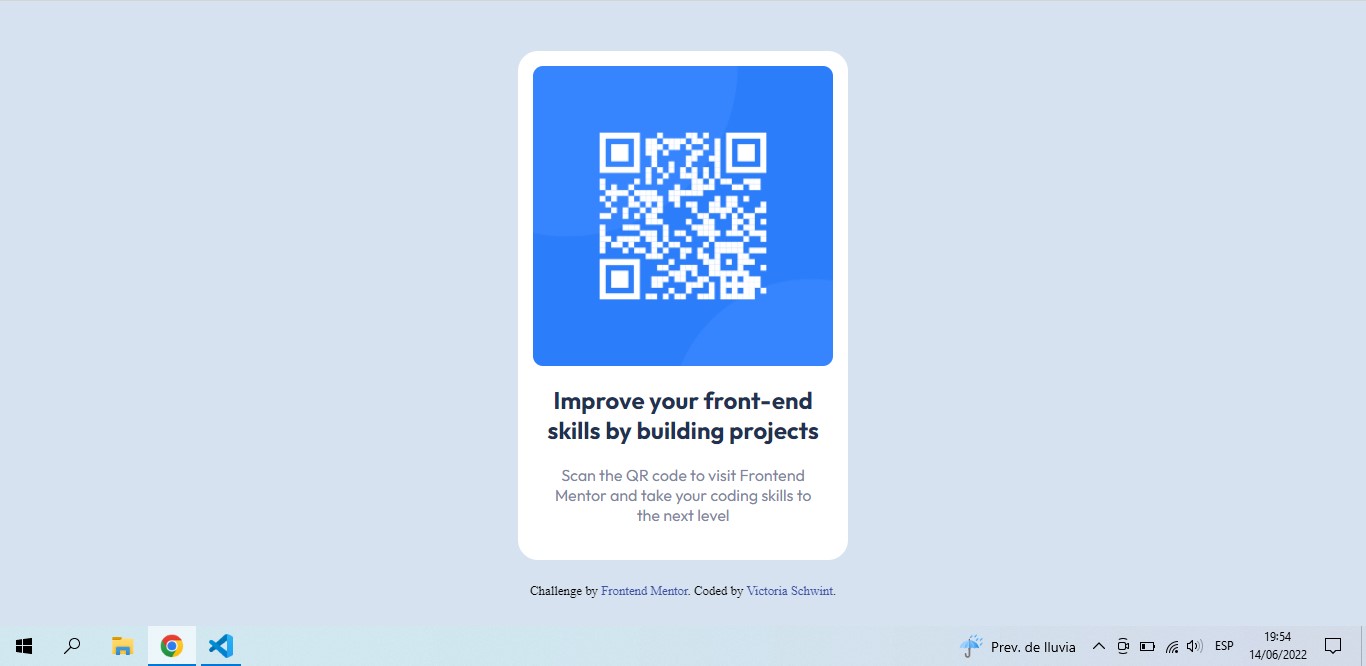 Improve your front-end
skills by building projects
Scan the QR code to visit Frontend
Mentor and take your coding skills to
the next level
Challenge by Frontend Mentor. Coded by Victoria Schwint.
Prev. de lluvia
ESP
19:54
14/06/2022